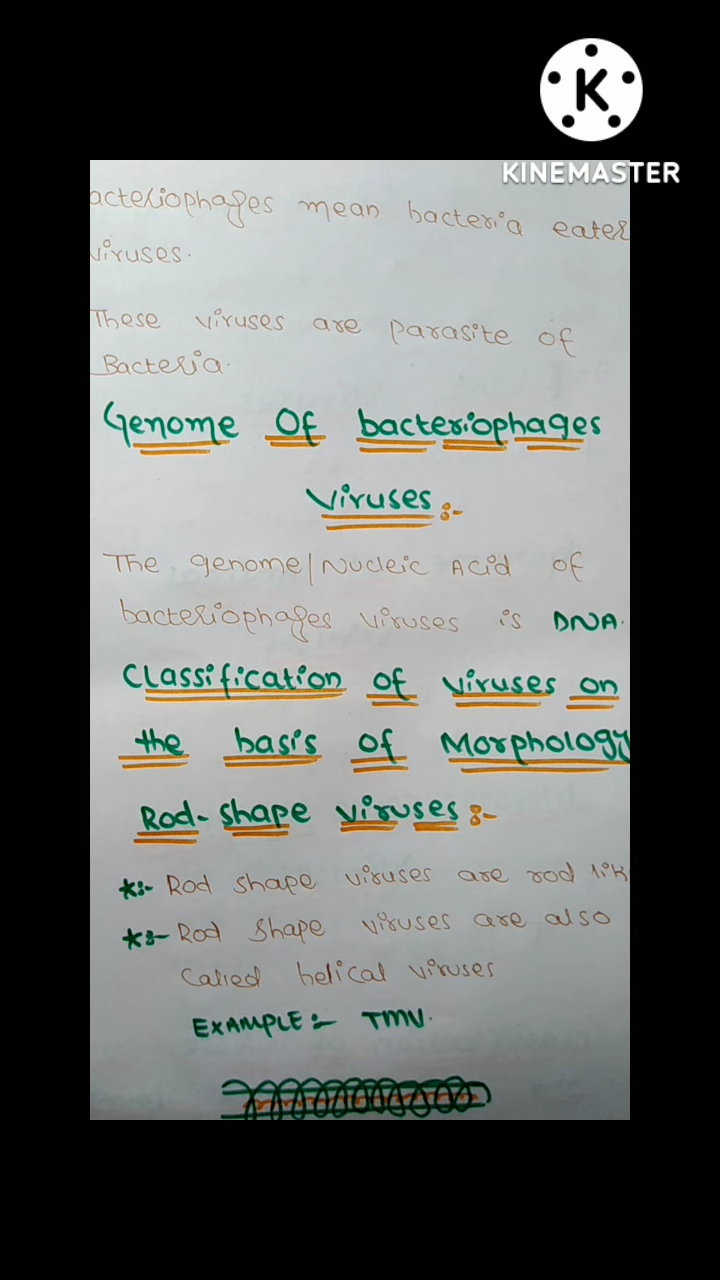 K
KINEMASTER
acteriophages mean bacteria eater
viruses.
These viruses are parasite of
Bacteria.
Genome Of bacteriophages
Viruses :-
The genome/Nucleic Acid of
bacteriophages viruses is DNA.
Classification of viruses on
the basis of Morphology
Rod-shape viruses :-
*:- Rod shape viruses are rod lik
*:- Rod shape viruses are also
called helical viruses
EXAMPLE :- TMV.